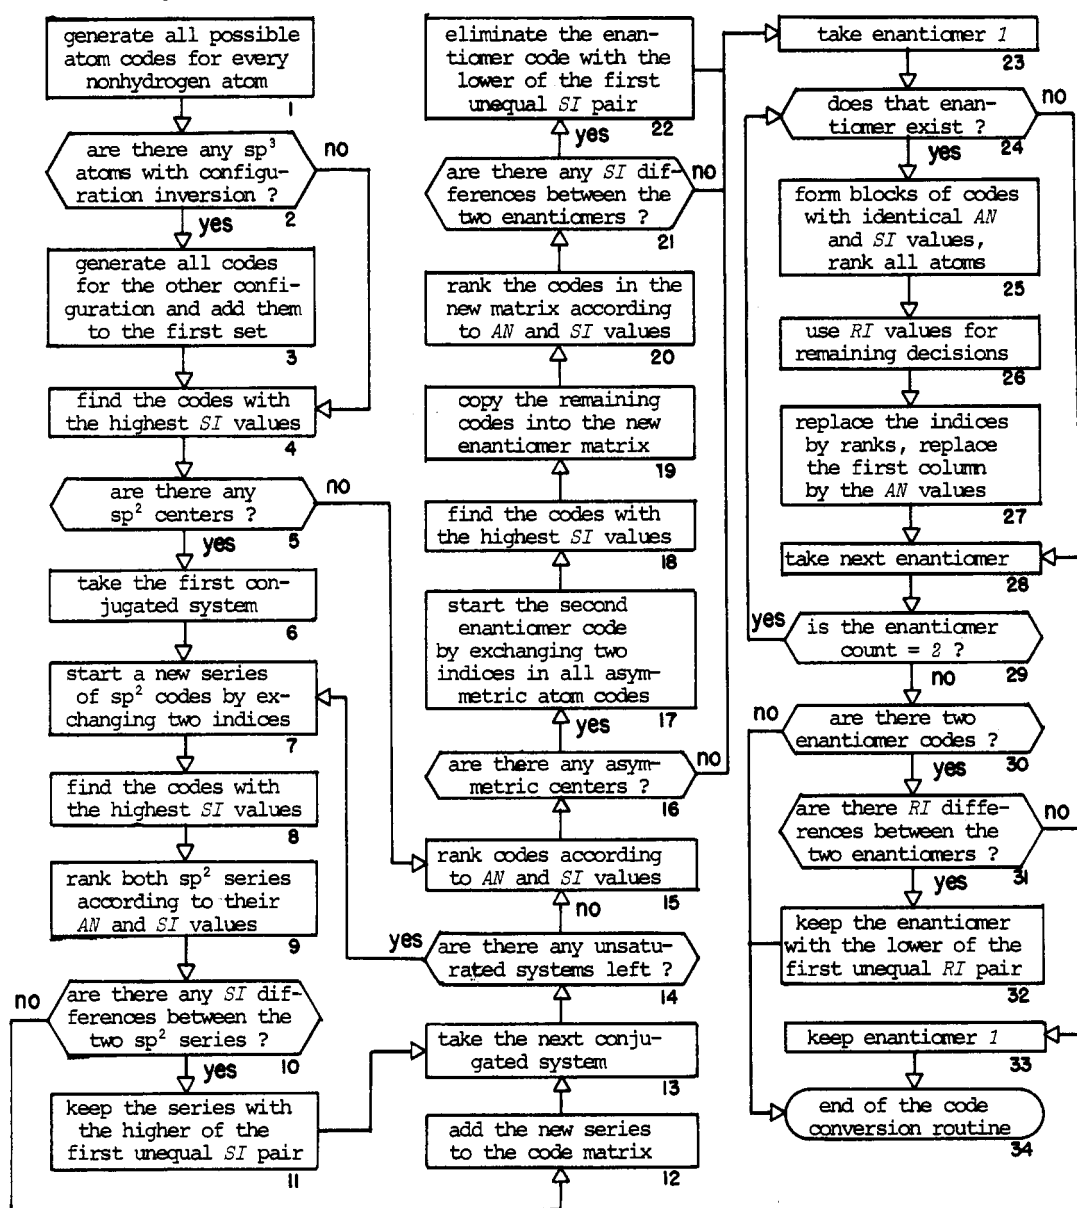 generate all possible
atom codes for every
nonhydrogen atom
1
are there any sp³
atoms with configu-
ration inversion ?
no
2
yes
generate all codes
for the other confi-
guration and add them
to the first set
3
find the codes with
the highest SI values
4
are there any
sp² centers ?
no
5
yes
take the first con-
jugated system
6
start a new series
of sp² codes by ex-
changing two indices
7
find the codes with
the highest SI values
8
rank both sp² series
according to their
AN and SI values
9
no
are there any SI dif-
ferences between the
two sp² series ?
10
yes
keep the series with
the higher of the
first unequal SI pair
11
eliminate the enan-
tiomer code with the
lower of the first
unequal SI pair
22
yes
are there any SI dif-
ferences between the
two enantiomers ?
no
21
rank the codes in the
new matrix according
to AN and SI values
20
copy the remaining
codes into the new
enantiomer matrix
19
find the codes with
the highest SI values
18
start the second
enantiomer code
by exchanging two
indices in all asym-
metric atom codes
17
yes
are there any asym-
metric centers ?
no
16
rank codes according
to AN and SI values
15
no
yes
are there any unsatu-
rated systems left ?
14
take the next conju-
gated system
13
add the new series
to the code matrix
12
take enantiomer 1
23
does that enan-
tiomer exist ?
no
24
yes
form blocks of codes
with identical AN
and SI values,
rank all atoms
25
use RI values for
remaining decisions
26
replace the indices
by ranks, replace
the first column
by the AN values
27
take next enantiomer
28
yes
is the enantiomer
count = 2 ?
29
no
no
are there two
enantiomer codes ?
30
yes
are there RI diffe-
rences between the
two enantiomers ?
no
31
yes
keep the enantiomer
with the lower of the
first unequal RI pair
32
keep enantiomer 1
33
end of the code
conversion routine
34